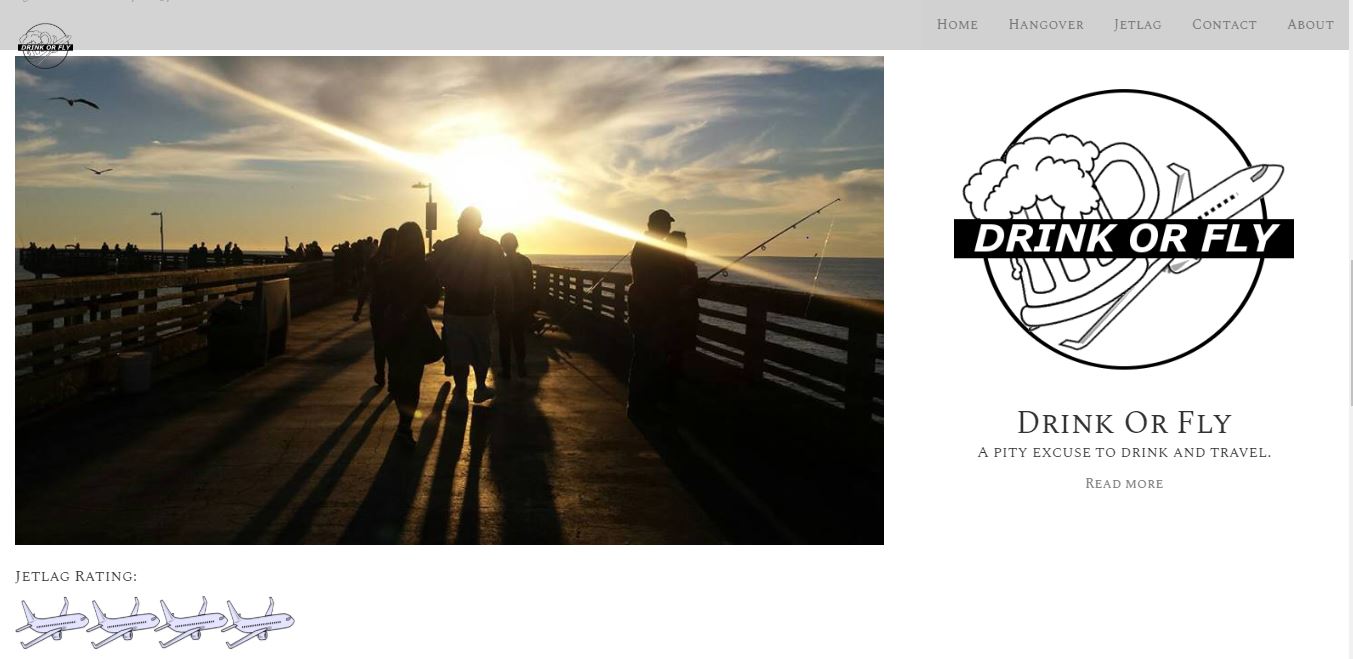 Home Hangover Jetlag Contact About
DRINK OR FLY
DRINK OR FLY
Drink Or Fly
A pity excuse to drink and travel.
Read more
Jetlag Rating: